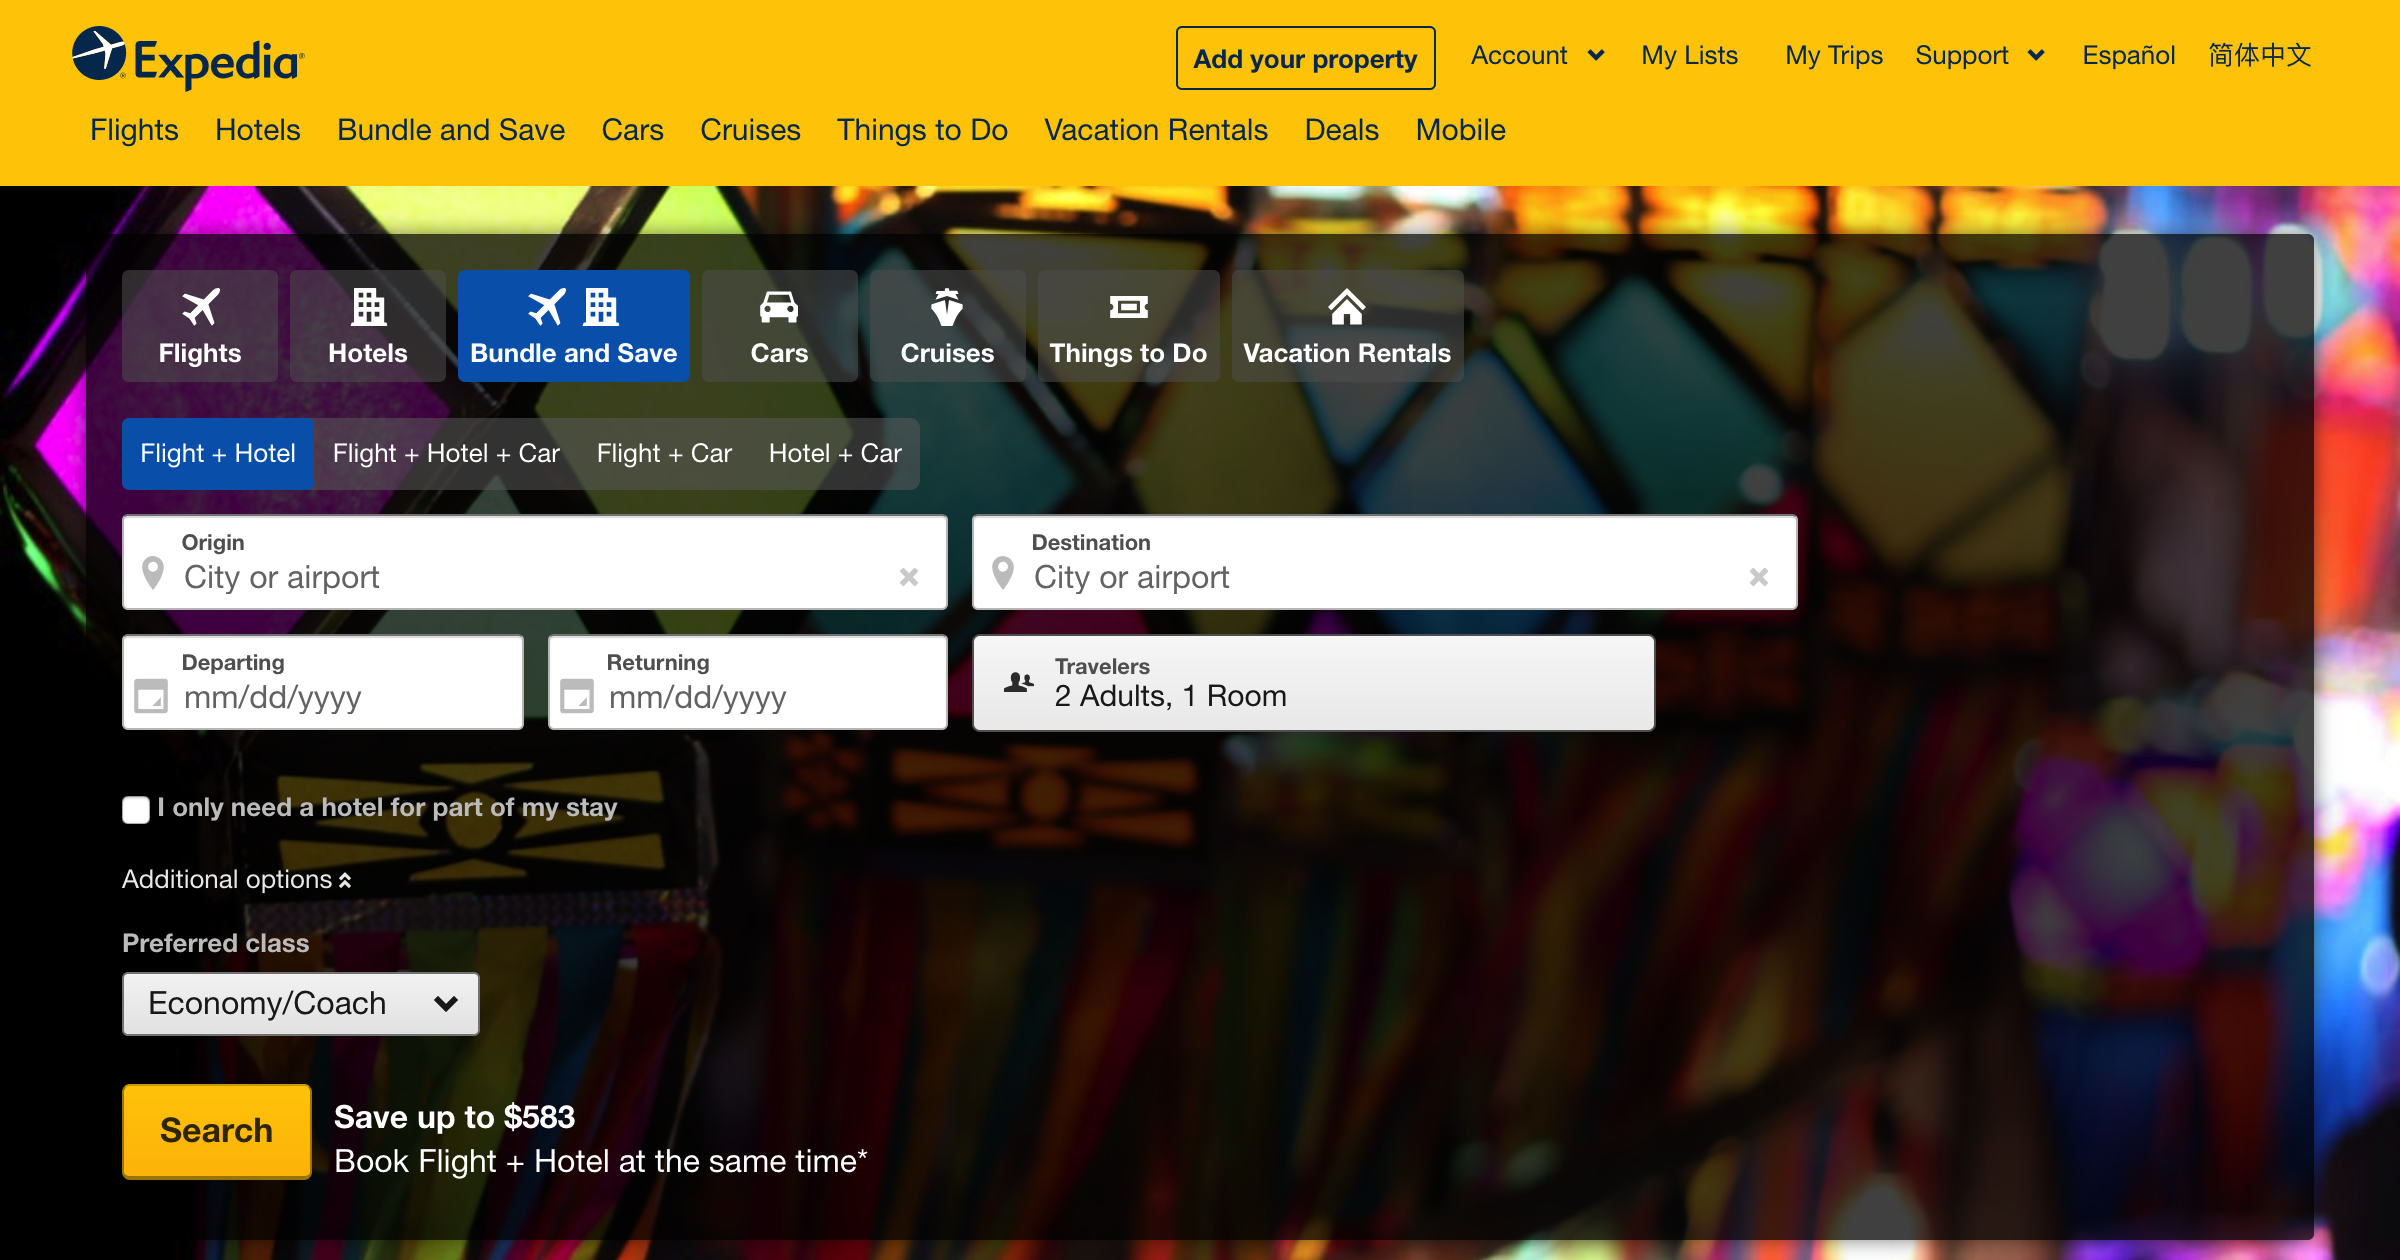 Expedia
Add your property
Account
My Lists
My Trips
Support
Español
简体中文
Flights
Hotels
Bundle and Save
Cars
Cruises
Things to Do
Vacation Rentals
Deals
Mobile
Flights
Hotels
Bundle and Save
Cars
Cruises
Things to Do
Vacation Rentals
Flight + Hotel
Flight + Hotel + Car
Flight + Car
Hotel + Car
Origin
City or airport
Destination
City or airport
Departing
mm/dd/yyyy
Returning
mm/dd/yyyy
Travelers
2 Adults, 1 Room
I only need a hotel for part of my stay
Additional options
Preferred class
Economy/Coach
Search
Save up to $583
Book Flight + Hotel at the same time*